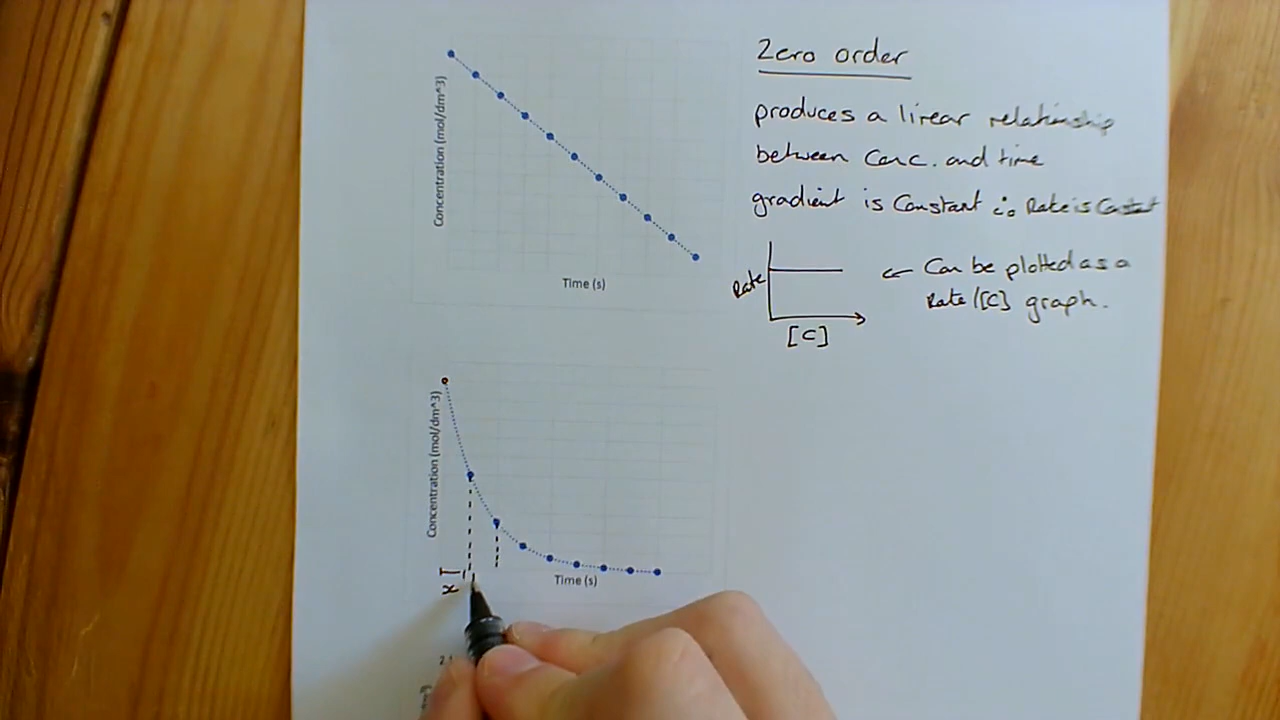 Concentration (mol/dm^3)
Time (s)
Zero order
produces a linear relationship
between Conc. and time
gradient is Constant ∴ Rate is Constant
Rate
[C]
← Can be plotted as a
Rate/[C] graph.
Concentration (mol/dm^3)
Time (s)